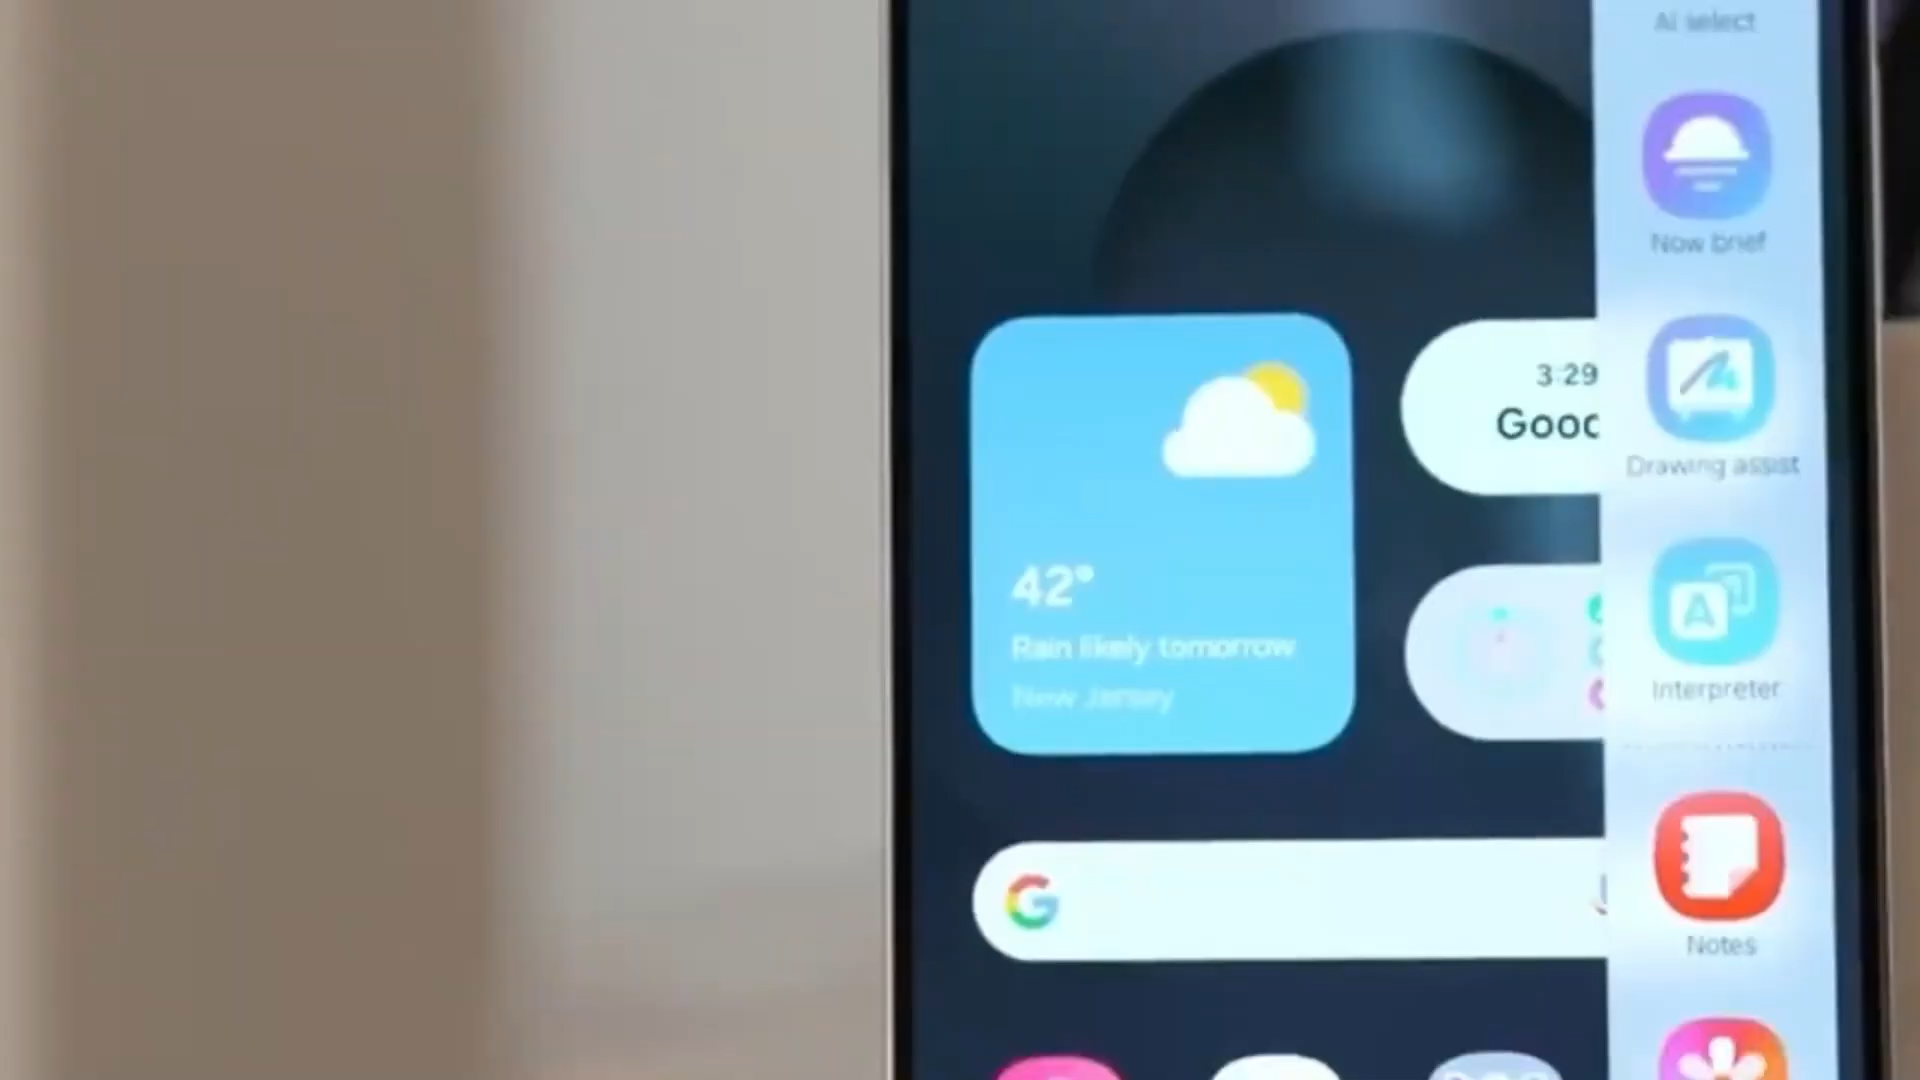 AI select
Now brief
3:29
Good
Drawing assist
42°
Rain likely tomorrow
New Jersey
A
Interpreter
G
Notes